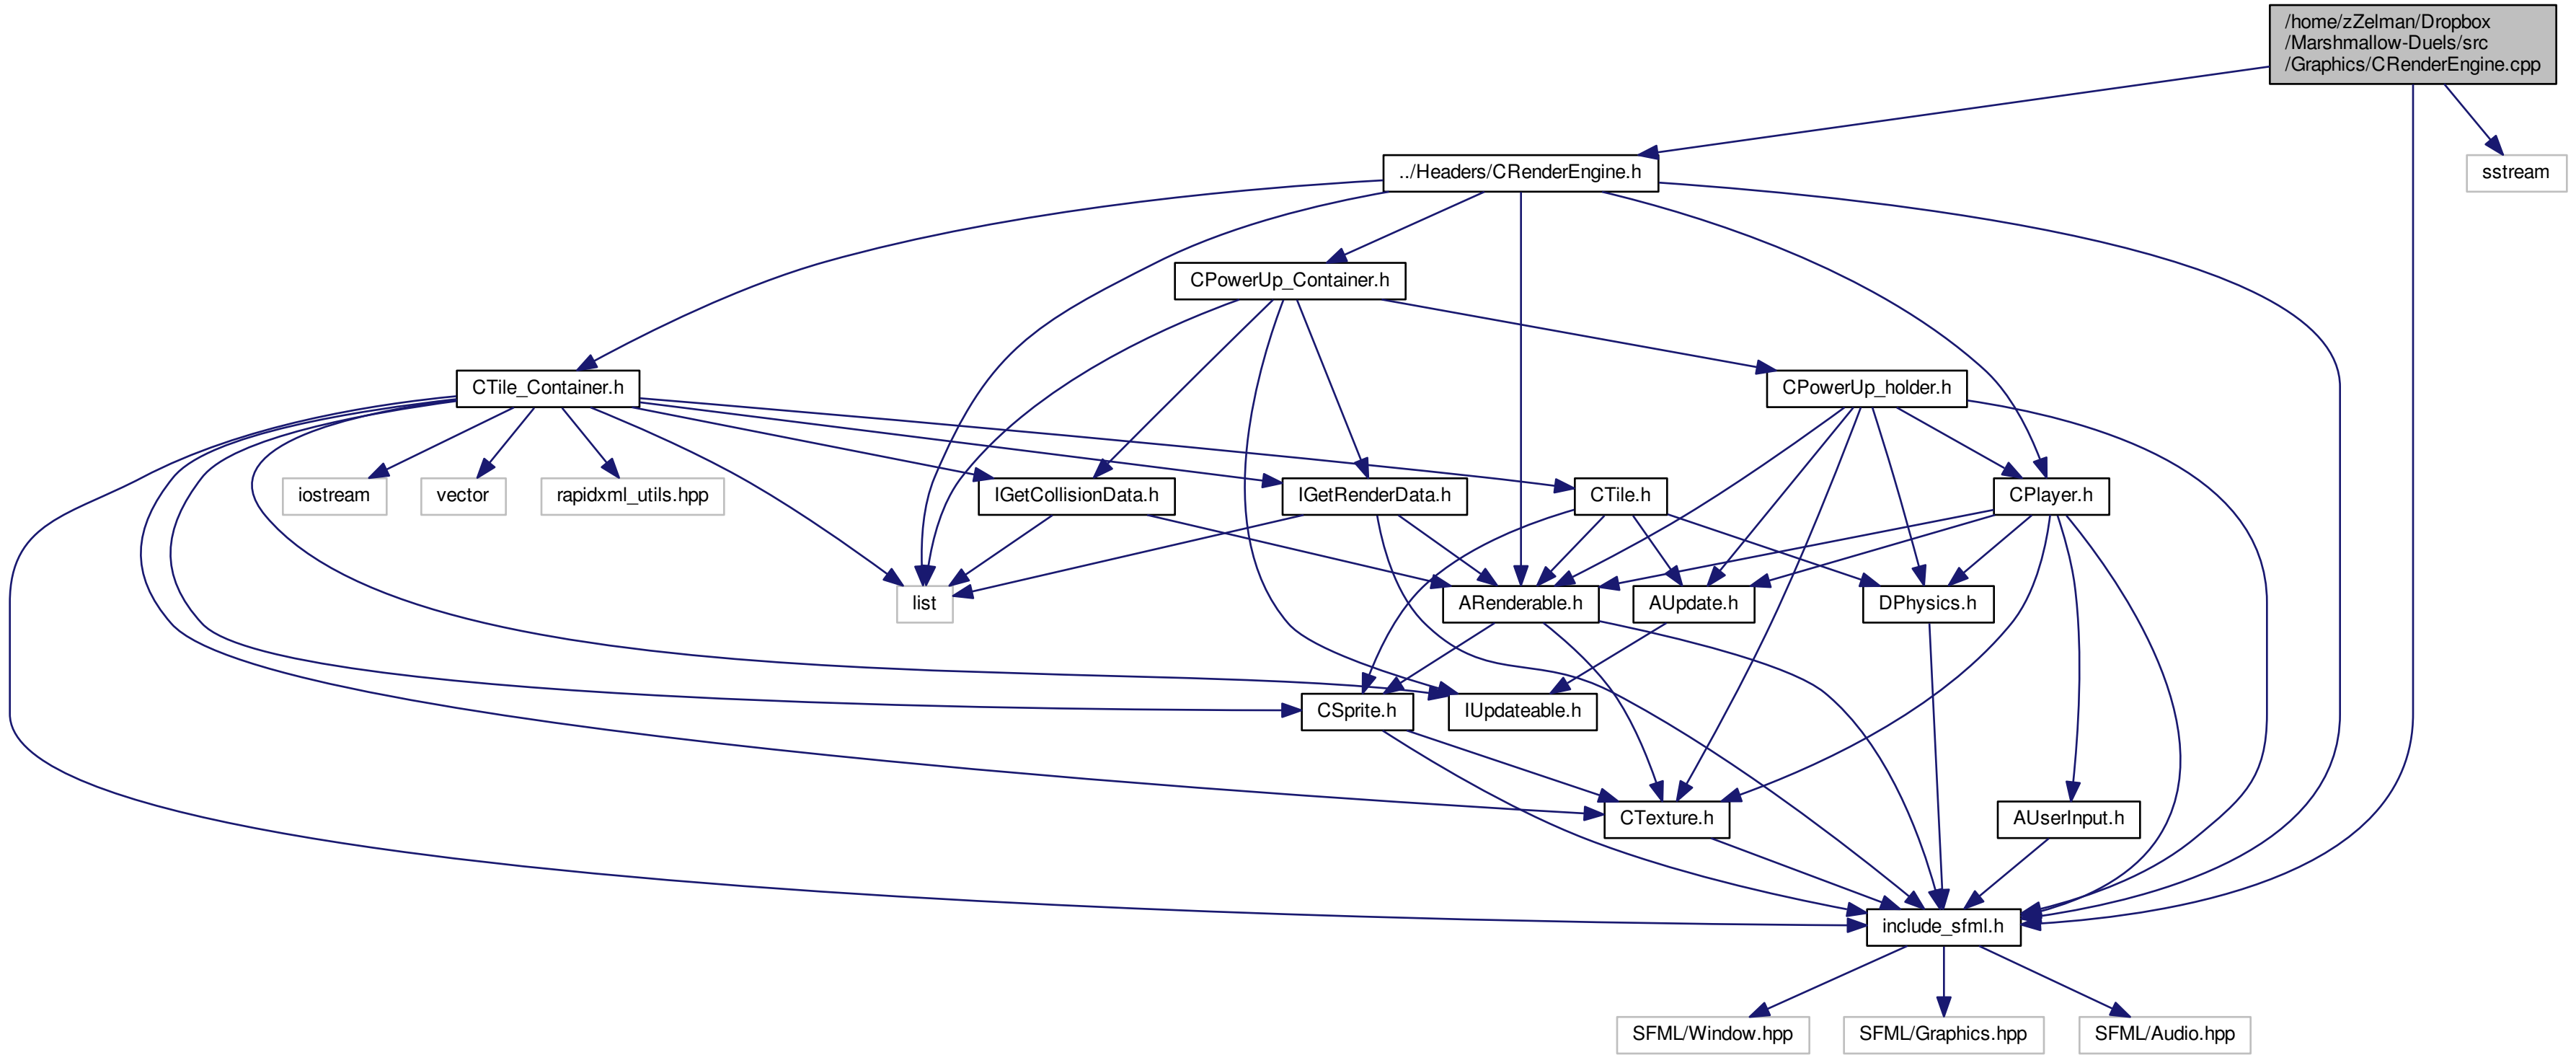 /home/zZelman/Dropbox
/Marshmallow-Duels/src
/Graphics/CRenderEngine.cpp
../Headers/CRenderEngine.h
sstream
CPowerUp_Container.h
CTile_Container.h
CPowerUp_holder.h
iostream
vector
rapidxml_utils.hpp
IGetCollisionData.h
IGetRenderData.h
CTile.h
CPlayer.h
list
ARenderable.h
AUpdate.h
DPhysics.h
CSprite.h
IUpdateable.h
CTexture.h
AUserInput.h
include_sfml.h
SFML/Window.hpp
SFML/Graphics.hpp
SFML/Audio.hpp